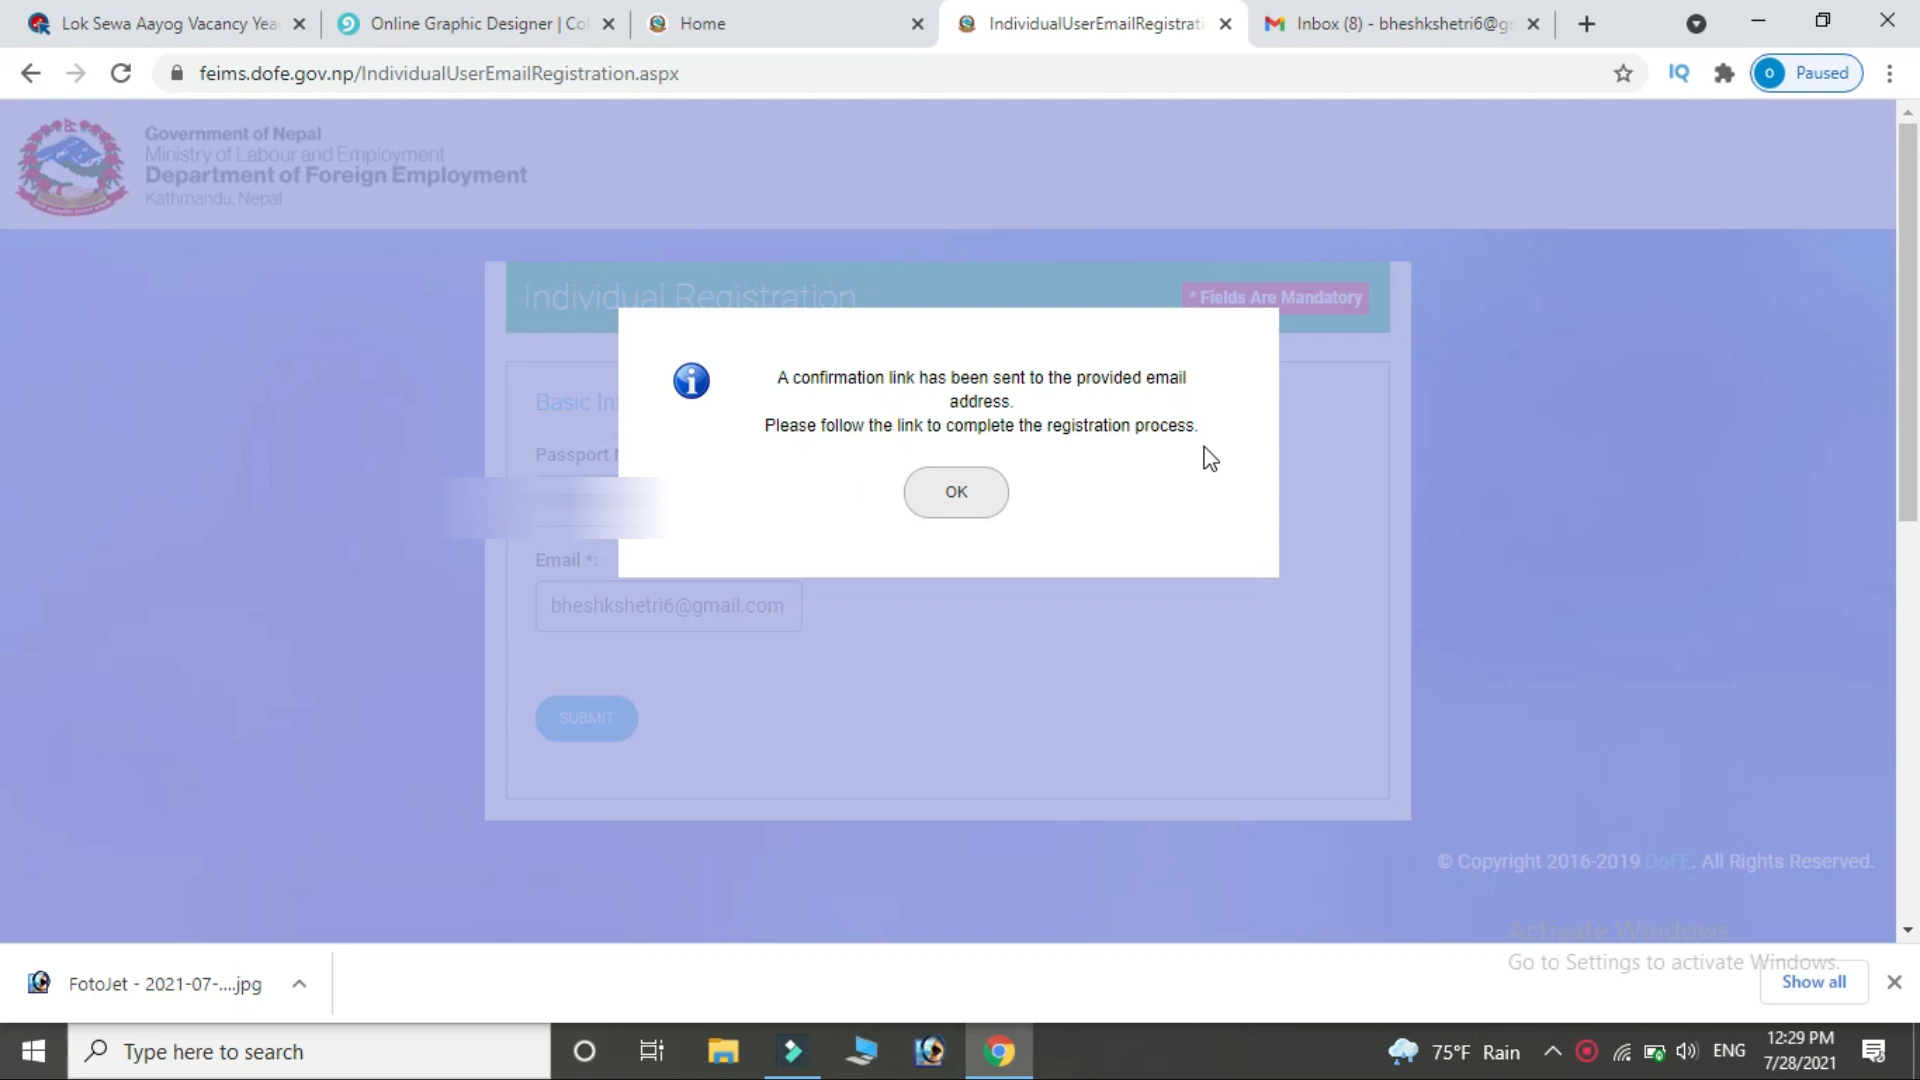 Lok Sewa Aayog Vacancy Yea
Online Graphic Designer | Col
Home
IndividualUserEmailRegistrati
Inbox (8) - bheshkshetri6@g
feims.dofe.gov.np/IndividualUserEmailRegistration.aspx
IQ
o
Paused
Government of Nepal
Ministry of Labour and Employment
Department of Foreign Employment
Kathmandu, Nepal
Individual Registration
* Fields Are Mandatory
A confirmation link has been sent to the provided email
address.
Please follow the link to complete the registration process.
OK
Basic In
Passport
Email *:
bheshkshetri6@gmail.com
SUBMIT
© Copyright 2016-2019 DoFE. All Rights Reserved.
Activate Windows
Go to Settings to activate Windows.
FotoJet - 2021-07-....jpg
Show all
Type here to search
75°F Rain
ENG
12:29 PM
7/28/2021